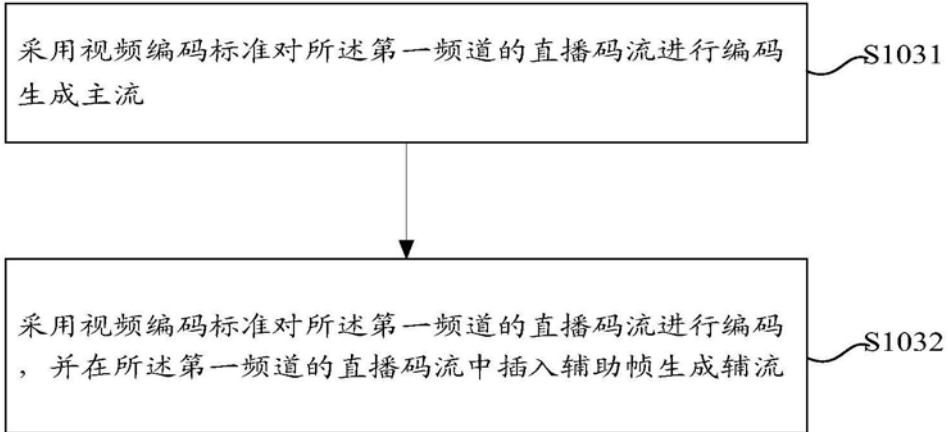 采用视频编码标准对所述第一频道的直播码流进行编码
生成主流
S1031
采用视频编码标准对所述第一频道的直播码流进行编码
，并在所述第一频道的直播码流中插入辅助帧生成辅流
S1032